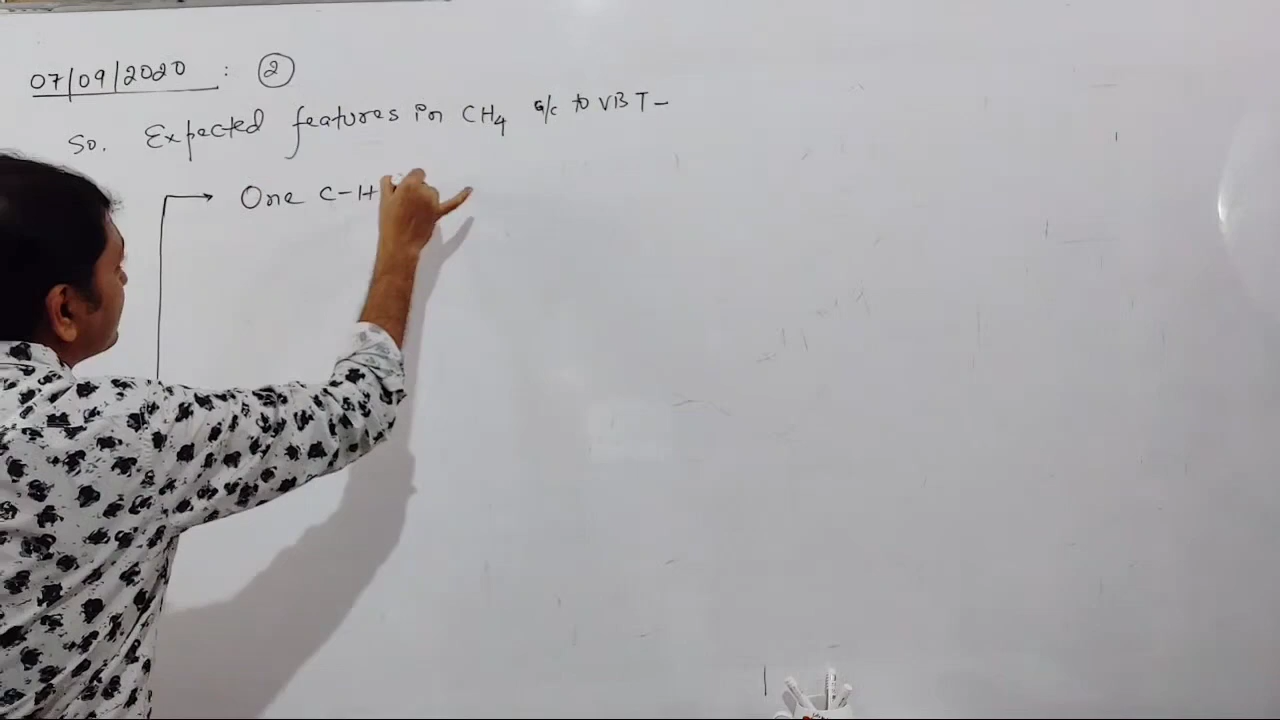 07/09/2020 : 2
So. Expected features in CH4 a/c to VBT-
One C-H